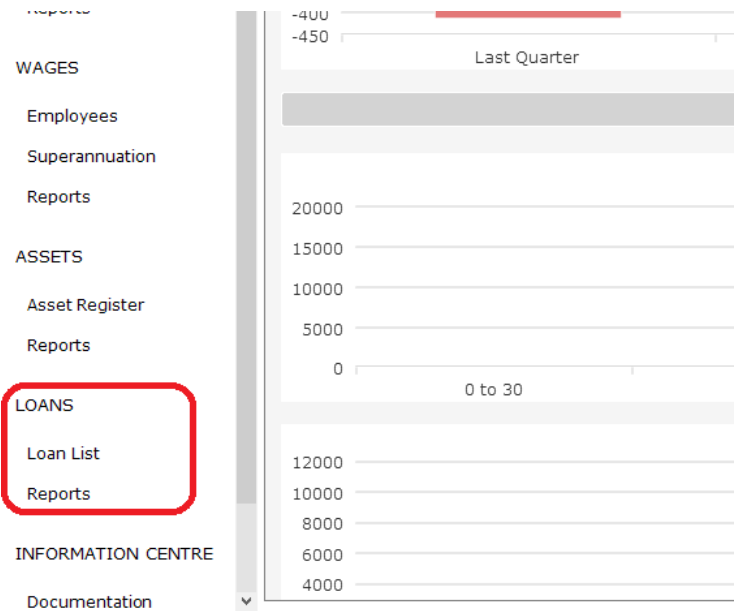 Reports
WAGES
Employees
Superannuation
Reports
ASSETS
Asset Register
Reports
LOANS
Loan List
Reports
INFORMATION CENTRE
Documentation
-400
-450
Last Quarter
20000
15000
10000
5000
0
0 to 30
12000
10000
8000
6000
4000